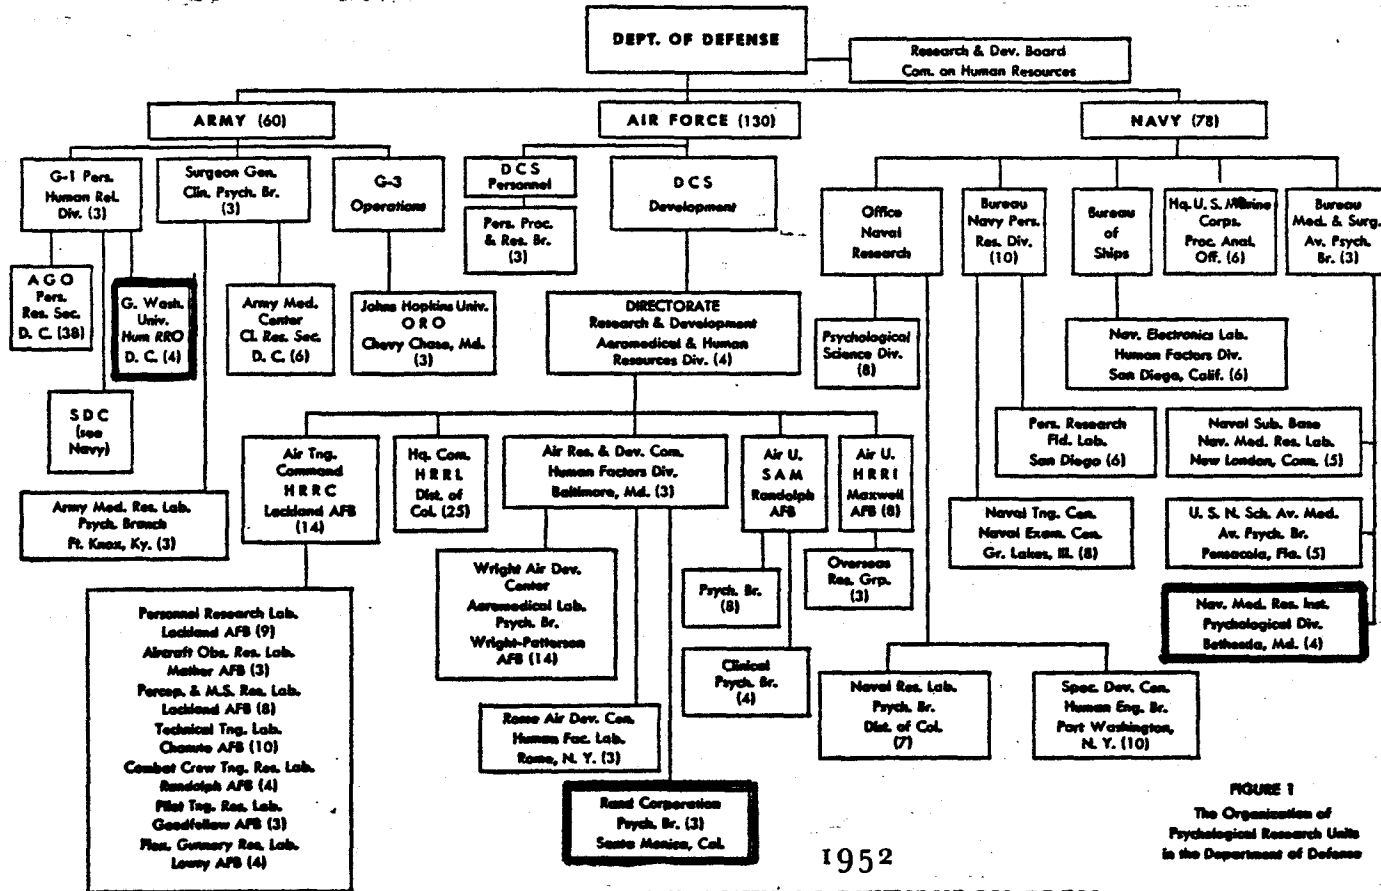 DEPT. OF DEFENSE
Research & Dev. Board
Com. on Human Resources
ARMY (60)
AIR FORCE (130)
NAVY (78)
G-1 Pers.
Human Rel.
Div. (3)
Surgeon Gen.
Clin. Psych. Br.
(3)
G-3
Operations
D C S
Personnel
D C S
Development
Office
Naval
Research
Bureau
Navy Pers.
Res. Div.
(10)
Bureau
of
Ships
Hq. U. S. Marine
Corps.
Proc. Anal.
Off. (6)
Bureau
Med. & Surg.
Av. Psych.
Br. (3)
Pers. Proc.
& Res. Br.
(3)
A G O
Pers.
Res. Sec.
D. C. (38)
G. Wash.
Univ.
Hum RRO
D. C. (4)
Army Med.
Center
Cl. Res. Sec.
D. C. (6)
Johns Hopkins Univ.
O R O
Chevy Chase, Md.
(3)
DIRECTORATE
Research & Development
Aeromedical & Human
Resources Div. (4)
Psychological
Science Div.
(8)
Nav. Electronics Lab.
Human Factors Div.
San Diego, Calif. (6)
S D C
(see
Navy)
Air Tng.
Command
H R R C
Lackland AFB
(14)
Hq. Com.
H R R L
Dist. of
Col. (25)
Air Res. & Dev. Com.
Human Factors Div.
Baltimore, Md. (3)
Air U.
S A M
Randolph
AFB
Air U.
H R R I
Maxwell
AFB (8)
Pers. Research
Fld. Lab.
San Diego (6)
Naval Sub. Base
Nav. Med. Res. Lab.
New London, Conn. (5)
Army Med. Res. Lab.
Psych. Branch
Ft. Knox, Ky. (3)
Naval Tng. Cen.
Naval Exam. Cen.
Gr. Lakes, Ill. (8)
U. S. N. Sch. Av. Med.
Av. Psych. Br.
Pensacola, Fla. (5)
Wright Air Dev.
Center
Aeromedical Lab.
Psych. Br.
Wright-Patterson
AFB (14)
Psych. Br.
(8)
Overseas
Res. Grp.
(3)
Nav. Med. Res. Inst.
Psychological Div.
Bethesda, Md. (4)
Personnel Research Lab.
Lackland AFB (9)
Aircraft Obs. Res. Lab.
Mather AFB (3)
Percep. & M.S. Res. Lab.
Lackland AFB (8)
Technical Tng. Lab.
Chanute AFB (10)
Combat Crew Tng. Res. Lab.
Randolph AFB (4)
Pilot Tng. Res. Lab.
Goodfellow AFB (3)
Flex. Gunnery Res. Lab.
Lowry AFB (4)
Clinical
Psych. Br.
(4)
Naval Res. Lab.
Psych. Br.
Dist. of Col.
(7)
Spec. Dev. Cen.
Human Eng. Br.
Port Washington,
N. Y. (10)
Rome Air Dev. Cen.
Human Fac. Lab.
Rome, N. Y. (3)
Rand Corporation
Psych. Br. (3)
Santa Monica, Cal.
1952
FIGURE 1
The Organization of
Psychological Research Units
in the Department of Defense